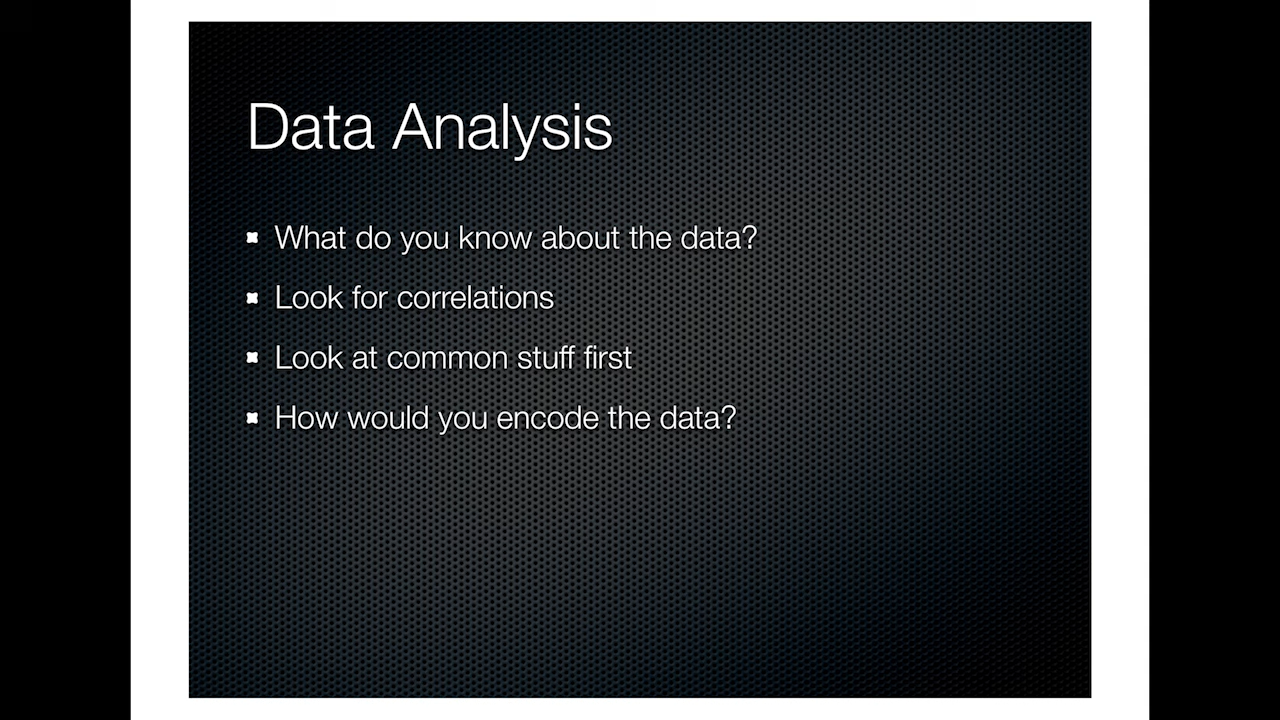 Data Analysis
What do you know about the data?
Look for correlations
Look at common stuff first
How would you encode the data?